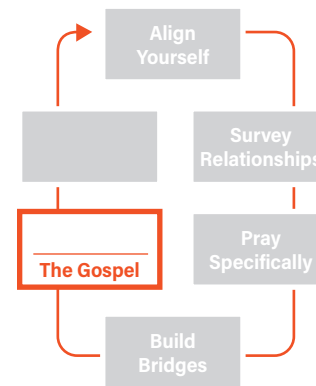 Align
Yourself
Survey
Relationships
Pray
Specifically
Build
Bridges
The Gospel